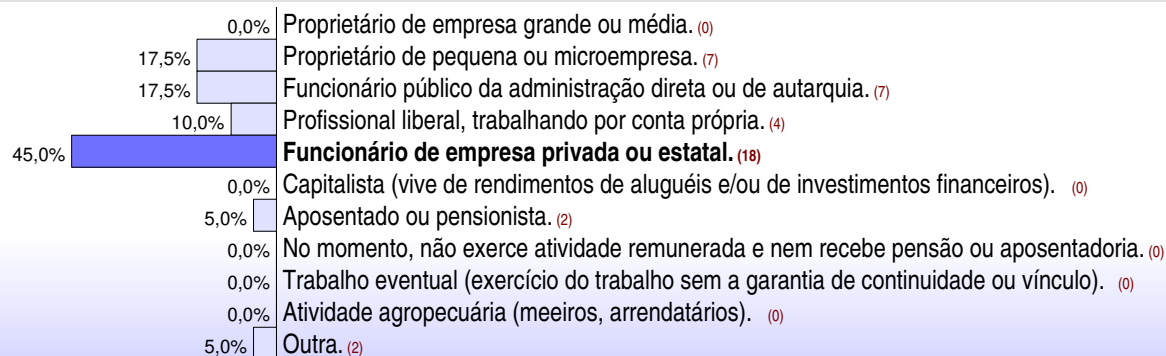 0,0% Proprietário de empresa grande ou média. (0)
17,5% Proprietário de pequena ou microempresa. (7)
17,5% Funcionário público da administração direta ou de autarquia. (7)
10,0% Profissional liberal, trabalhando por conta própria. (4)
45,0% Funcionário de empresa privada ou estatal. (18)
0,0% Capitalista (vive de rendimentos de aluguéis e/ou de investimentos financeiros). (0)
5,0% Aposentado ou pensionista. (2)
0,0% No momento, não exerce atividade remunerada e nem recebe pensão ou aposentadoria. (0)
0,0% Trabalho eventual (exercício do trabalho sem a garantia de continuidade ou vínculo). (0)
0,0% Atividade agropecuária (meeiros, arrendatários). (0)
5,0% Outra. (2)